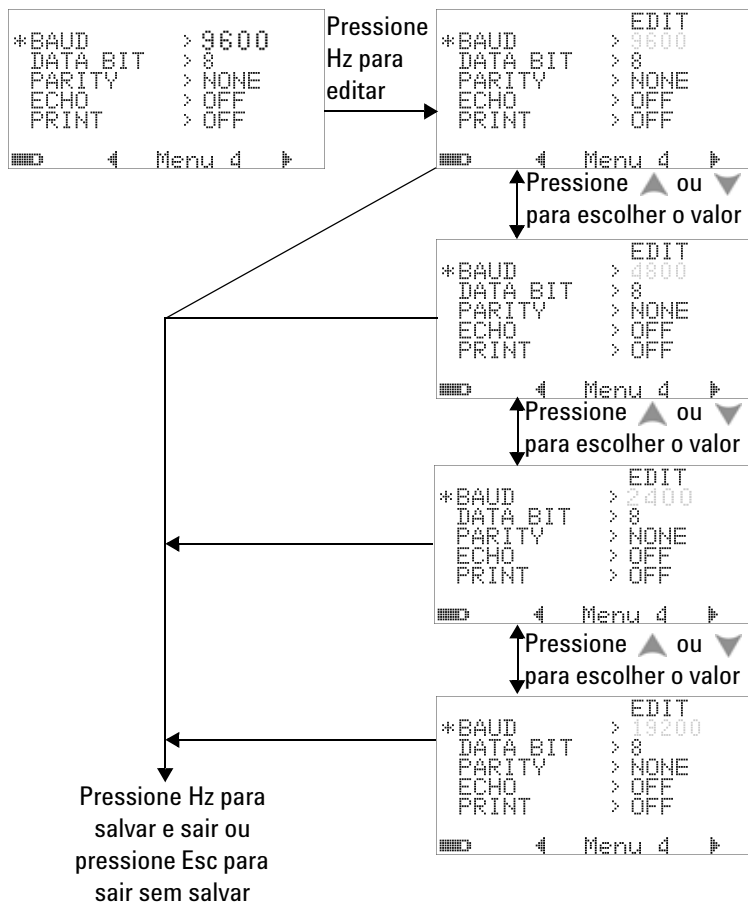 *BAUD > 9600
DATA BIT > 8
PARITY > NONE
ECHO > OFF
PRINT > OFF
Menu 4
Pressione
Hz para
editar
EDIT
*BAUD > 9600
DATA BIT > 8
PARITY > NONE
ECHO > OFF
PRINT > OFF
Menu 4
Pressione ou
para escolher o valor
EDIT
*BAUD > 4800
DATA BIT > 8
PARITY > NONE
ECHO > OFF
PRINT > OFF
Menu 4
Pressione ou
para escolher o valor
EDIT
*BAUD > 2400
DATA BIT > 8
PARITY > NONE
ECHO > OFF
PRINT > OFF
Menu 4
Pressione ou
para escolher o valor
EDIT
*BAUD > 19200
DATA BIT > 8
PARITY > NONE
ECHO > OFF
PRINT > OFF
Menu 4
Pressione Hz para
salvar e sair ou
pressione Esc para
sair sem salvar